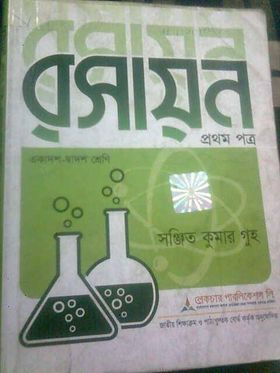 রসায়ন
রসায়ন
প্রথম পত্র
একাদশ-দ্বাদশ শ্রেণি
সঞ্জিত কুমার গুহ
লেকচার পাবলিকেশন্স লি.
জাতীয় শিক্ষাক্রম ও পাঠ্যপুস্তক বোর্ড কর্তৃক অনুমোদিত